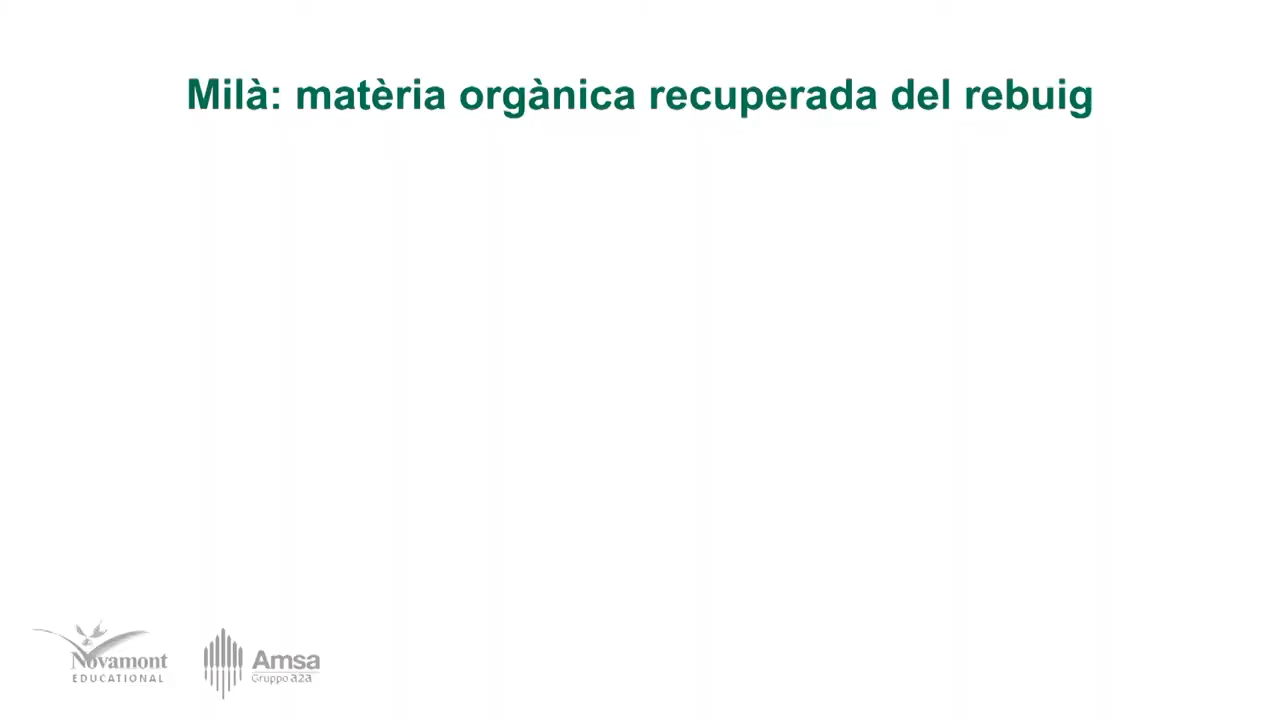 Milà: matèria orgànica recuperada del rebuig
Novamont
EDUCATIONAL
Amsa
Gruppo a2a